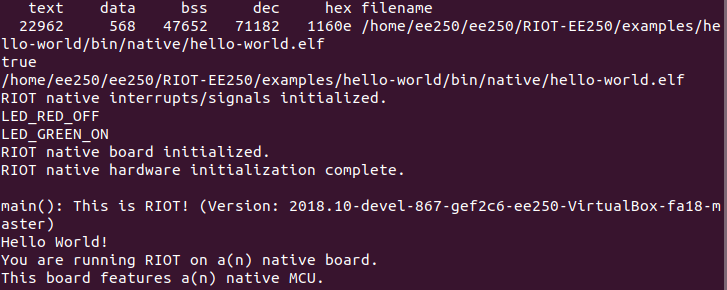 text data bss dec hex filename
22962 568 47652 71182 1160e /home/ee250/ee250/RIOT-EE250/examples/he
llo-world/bin/native/hello-world.elf
true
/home/ee250/ee250/RIOT-EE250/examples/hello-world/bin/native/hello-world.elf
RIOT native interrupts/signals initialized.
LED_RED_OFF
LED_GREEN_ON
RIOT native board initialized.
RIOT native hardware initialization complete.
main(): This is RIOT! (Version: 2018.10-devel-867-gef2c6-ee250-VirtualBox-fa18-m
aster)
Hello World!
You are running RIOT on a(n) native board.
This board features a(n) native MCU.